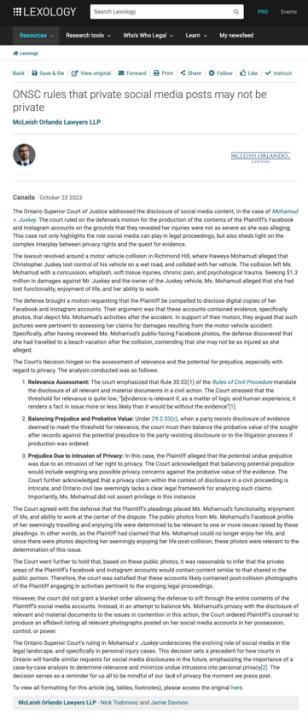 LEXOLOGY
Search Lexology
PRO
Events
Resources
Research tools
Who's Who Legal
Learn
My newsfeed
Lexology
Back
Save & file
View original
Forward
Print
Share
Follow
Like
Instruct
ONSC rules that private social media posts may not be
private
McLeish Orlando Lawyers LLP
MCLEISH ORLANDO
LAWYERS
Canada October 23 2023
The Ontario Superior Court of Justice addressed the disclosure of social media content, in the case of Mohamud
v. Juskey. The court ruled on the defense's motion for the production of the contents of the Plaintiff's Facebook
and Instagram accounts on the grounds that they revealed her injuries were not as severe as she was alleging.
This case not only highlights the role social media can play in legal proceedings, but also sheds light on the
complex interplay between privacy rights and the quest for evidence.
The lawsuit revolved around a motor vehicle collision in Richmond Hill, where Haweya Mohamud alleged that
Christopher Juskey lost control of his vehicle on a wet road, and collided with her vehicle. The collision left Ms.
Mohamud with a concussion, whiplash, soft tissue injuries, chronic pain, and psychological trauma. Seeking $1.3
million in damages against Mr. Juskey and the owner of the Juskey vehicle, Ms. Mohamud alleged that she had
lost functionality, enjoyment of life, and her ability to work.
The defense brought a motion requesting that the Plaintiff be compelled to disclose digital copies of her
Facebook and Instagram accounts. Their argument was that these accounts contained evidence, specifically
photos, that depict Ms. Mohamud's activities after the accident. In support of their motion, they argued that such
pictures were pertinent to assessing her claims for damages resulting from the motor vehicle accident.
Specifically, after having reviewed Ms. Mohamud's public-facing Facebook photos, the defense discovered that
she had travelled to a beach vacation after the collision, contending that she may not be as injured as she
alleged.
The Court's decision hinged on the assessment of relevance and the potential for prejudice, especially with
regard to privacy. The analysis was conducted as follows:
1. Relevance Assessment: The court emphasized that Rule 30.02(1) of the Rules of Civil Procedure mandate
the disclosure of all relevant and material documents in a civil action. The Court stressed that the
threshold for relevance is quite low, "[e]vidence is relevant if, as a matter of logic and human experience, it
renders a fact in issue more or less likely than it would be without the evidence"[1].
2. Balancing Prejudice and Probative Value: Under 29.2.03(c), when a party resists disclosure of evidence
deemed to meet the threshold for relevance, the court must then balance the probative value of the sought-
after records against the potential prejudice to the party resisting disclosure or to the litigation process if
production was ordered.
3. Prejudice Due to Intrusion of Privacy: In this case, the Plaintiff alleged that the potential undue prejudice
was due to an intrusion of her right to privacy. The Court acknowledged that balancing potential prejudice
would include weighing any possible privacy concerns against the probative value of the evidence. The
Court further acknowledged that a privacy claim within the context of disclosure in a civil proceeding is
intricate, and Ontario civil law seemingly lacks a clear legal framework for analyzing such claims.
Importantly, Ms. Mohamud did not assert privilege in this instance.
The Court agreed with the defense that the Plaintiff's pleadings placed Ms. Mohamud's functionality, enjoyment
of life, and ability to work at the center of the dispute. The public photos from Ms. Mohamud's Facebook profile
of her seemingly travelling and enjoying life were determined to be relevant to one or more issues raised by these
pleadings. In other words, as the Plaintiff had claimed that Ms. Mohamud could no longer enjoy her life, and
since there were photos depicting her seemingly enjoying her life post-collision, these photos were relevant to the
determination of this issue.
The Court went further to hold that, based on these public photos, it was reasonable to infer that the private
areas of the Plaintiff's Facebook and Instagram accounts would contain content similar to that shared in the
public portion. Therefore, the Court was satisfied that these accounts likely contained post-collision photographs
of the Plaintiff engaging in activities pertinent to the ongoing legal proceedings.
However, the court did not grant a blanket order allowing the defense to sift through the entire contents of the
Plaintiff's social media accounts. Instead, in an attempt to balance Ms. Mohamud's privacy with the disclosure of
relevant and material documents to the issues in contention in this action, the Court ordered Plaintiff's counsel to
produce an affidavit listing all relevant photographs posted on her social media accounts in her possession,
control, or power.
The Ontario Superior Court's ruling in Mohamud v. Juskey underscores the evolving role of social media in the
legal landscape, and specifically in personal injury cases. This decision sets a precedent for how courts in
Ontario will handle similar requests for social media disclosures in the future, emphasizing the importance of a
case-by-case analysis to determine relevance and minimize undue intrusions into personal privacy[2]. The
decision serves as a reminder for us all to be mindful of our lack of privacy the moment we press post.
To view all formatting for this article (eg, tables, footnotes), please access the original here.
McLeish Orlando Lawyers LLP - Nick Todorovic and Jamie Davison